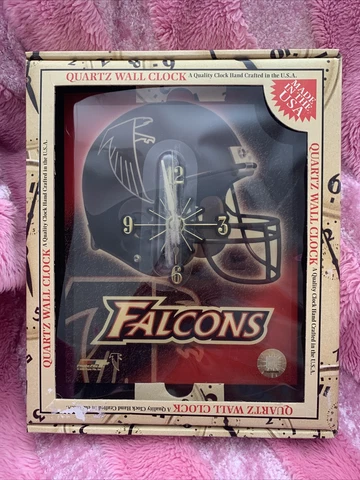 QUARTZ WALL CLOCK A Quality Clock Hand Crafted in the U.S.A.
MADE
IN THE
USA
QUARTZ WALL CLOCK A Quality Clock Hand Crafted in the U.S.A.
QUARTZ WALL CLOCK A Quality Clock Hand Crafted in the U.S.A.
12
9
3
6
FALCONS
QUARTZ WALL CLOCK A Quality Clock Hand Crafted in the U.S.A.